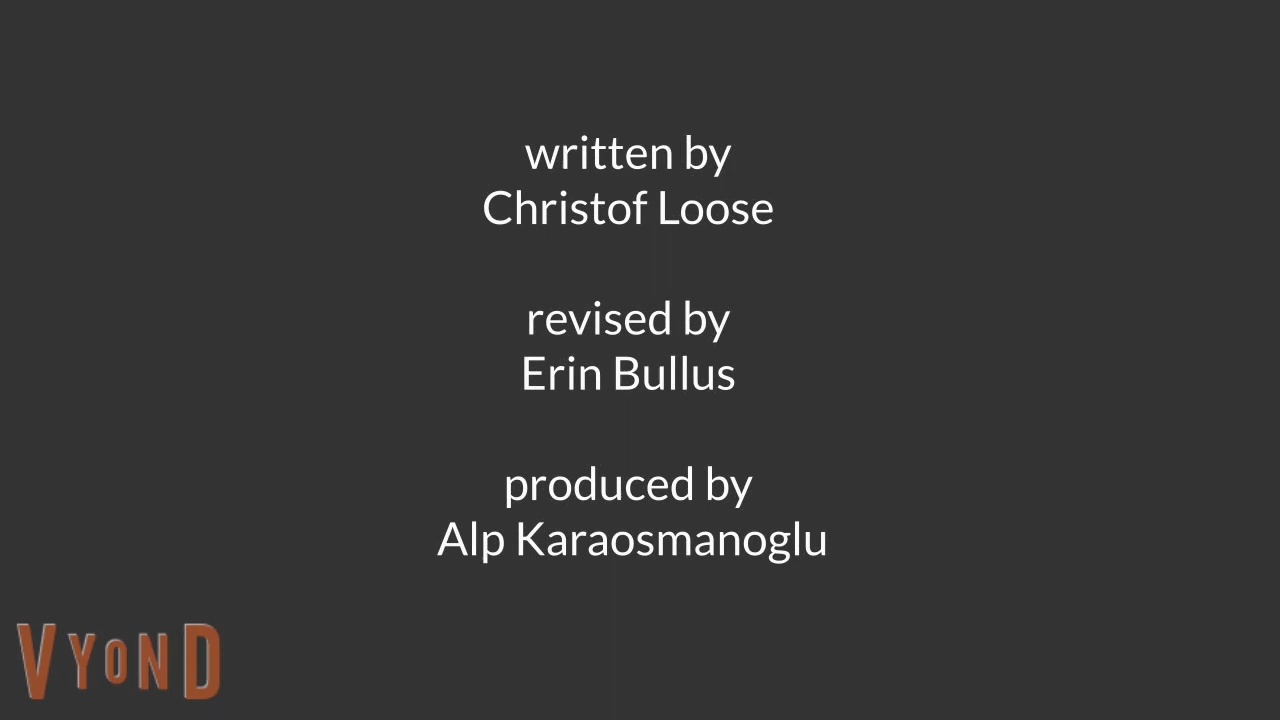 written by
Christof Loose
revised by
Erin Bullus
produced by
Alp Karaosmanoglu
VYOND